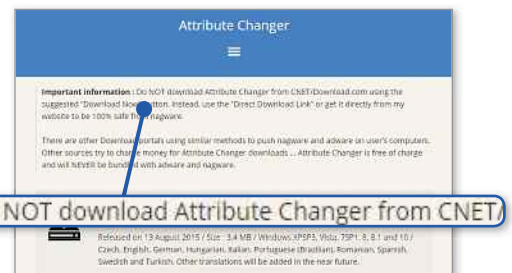 Attribute Changer
Important information : Do NOT download Attribute Changer from CNET/Download.com using the
suggested "Download Now" button. Instead, use the "Direct Download Link" or get it directly from my
website to be 100% safe from nagware.
There are other Download portals using similar methods to push nagware and adware on user's computers.
Other sources try to charge money for Attribute Changer downloads ... Attribute Changer is free of charge
and will NEVER be bundled with adware and nagware.
NOT download Attribute Changer from CNET/
Released on 13 August 2015 / Size : 3.4 MB / Windows XPSP3, Vista, 7SP1, 8, 8.1 and 10 /
Czech, English, German, Hungarian, Italian, Portuguese (Brazilian), Romanian, Spanish,
Swedish and Turkish. Other translations will be added in the near future.